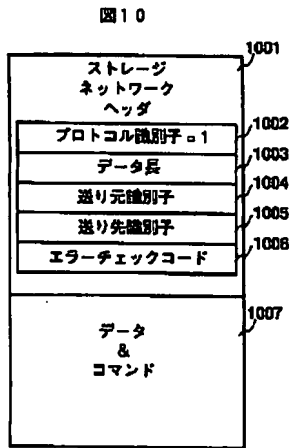 図10
ストレージ
ネットワーク
ヘッダ
1001
プロトコル識別子=1
1002
データ長
1003
送り元識別子
1004
送り先識別子
1005
エラーチェックコード
1006
データ
&
コマンド
1007